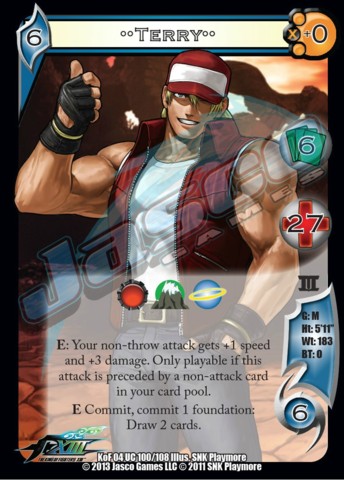 6
••TERRY••
X +0
6
27
III
G: M
Ht: 5'11"
Wt: 183
BT: 0
E: Your non-throw attack gets +1 speed
and +3 damage. Only playable if this
attack is preceded by a non-attack card
in your card pool.
E Commit, commit 1 foundation:
Draw 2 cards.
6
XIII
KoF 04 UC 100/108 Illus. SNK Playmore
© 2013 Jasco Games LLC © 2011 SNK Playmore
Jasco
GAMES